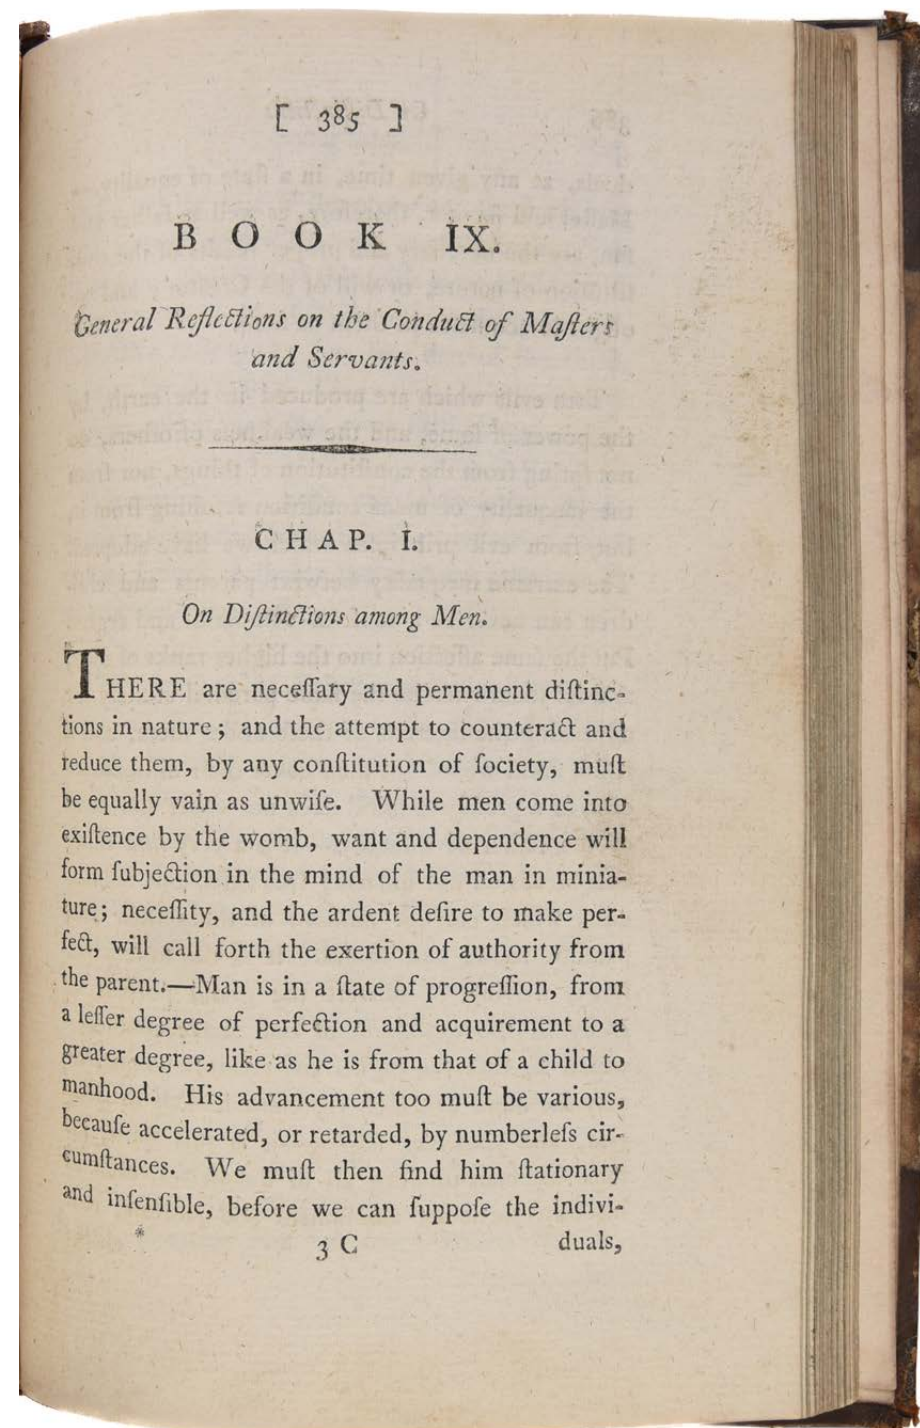 [ 385 ]
BOOK IX.
General Reflections on the Conduct of Maſters
and Servants.
CHAP. I.
On Diſtinctions among Men.
THERE are neceſſary and permanent diſtinc-
tions in nature ; and the attempt to counteract and
reduce them, by any conſtitution of ſociety, muſt
be equally vain as unwiſe. While men come into
exiſtence by the womb, want and dependence will
form ſubjection in the mind of the man in minia-
ture; neceſſity, and the ardent deſire to make per-
fect, will call forth the exertion of authority from
the parent.—Man is in a ſtate of progreſſion, from
a leſſer degree of perfection and acquirement to a
greater degree, like as he is from that of a child to
manhood. His advancement too muſt be various,
becauſe accelerated, or retarded, by numberleſs cir-
cumſtances. We muſt then find him ſtationary
and inſenſible, before we can ſuppoſe the indivi-
* 3 C duals,